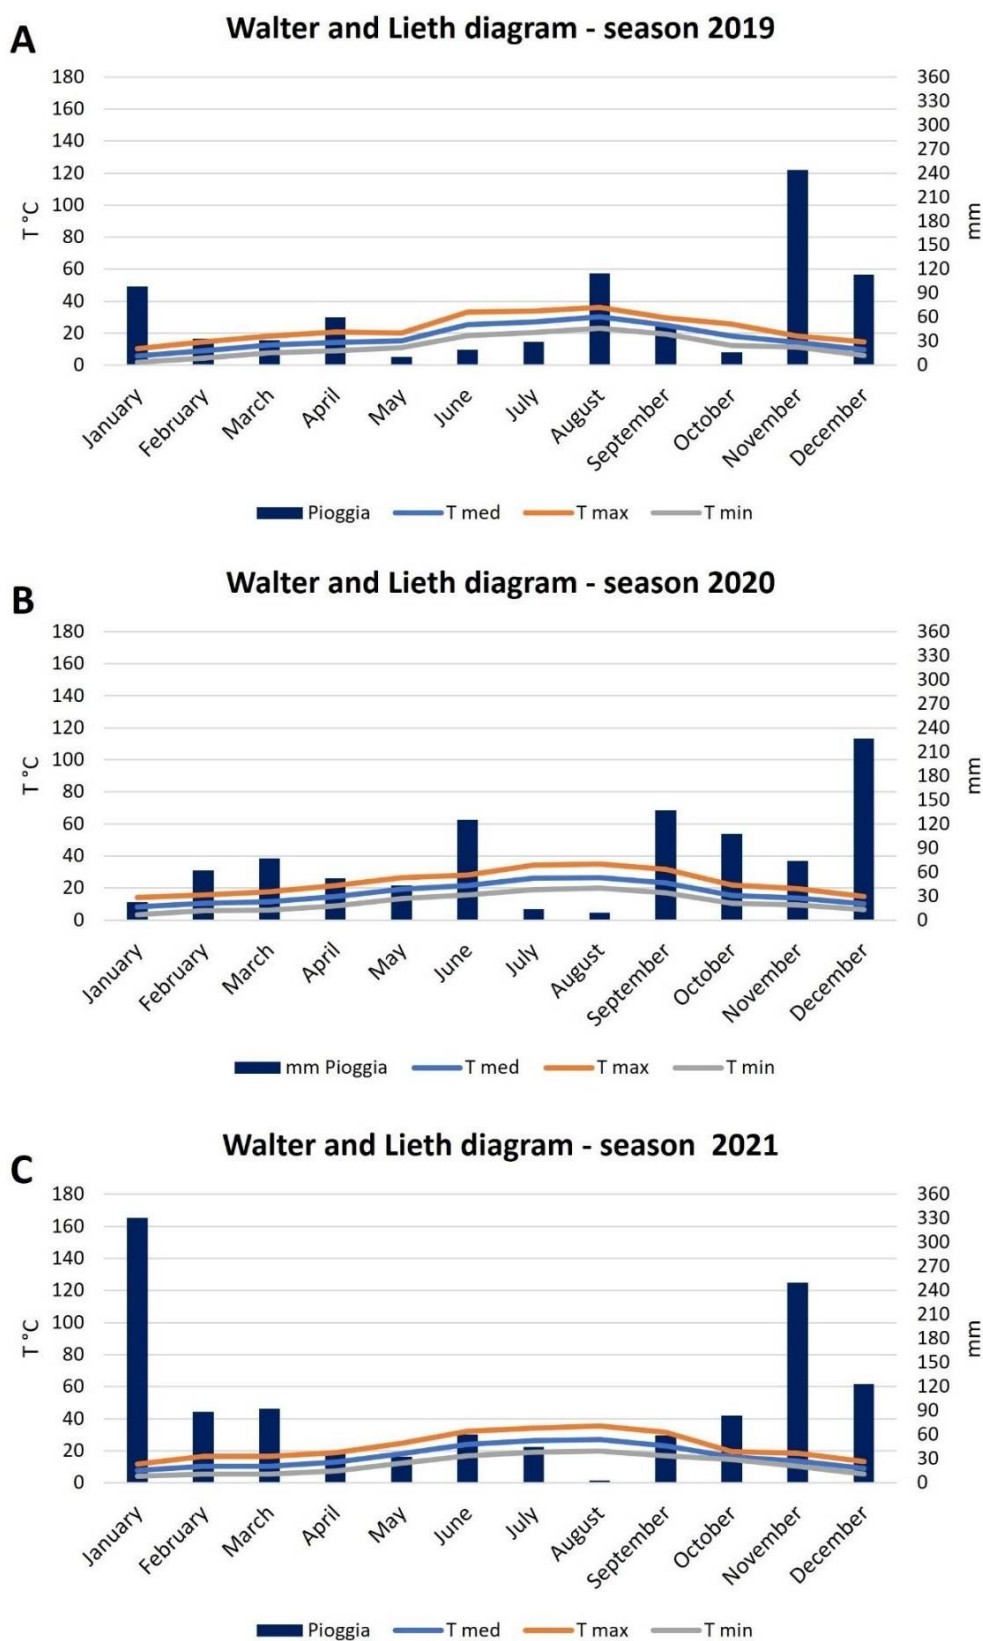 A
Walter and Lieth diagram - season 2019
180 360
160 330
140 300
120 270
100 240
80 210
60 180
40 150
20 120
0 90
60
30
0
T °C
mm
January February March April May June July August September October November December
Pioggia T med T max T min
B
Walter and Lieth diagram - season 2020
180 360
160 330
140 300
120 270
100 240
80 210
60 180
40 150
20 120
0 90
60
30
0
T °C
mm
January February March April May June July August September October November December
mm Pioggia T med T max T min
C
Walter and Lieth diagram - season 2021
180 360
160 330
140 300
120 270
100 240
80 210
60 180
40 150
20 120
0 90
60
30
0
T °C
mm
January February March April May June July August September October November December
Pioggia T med T max T min